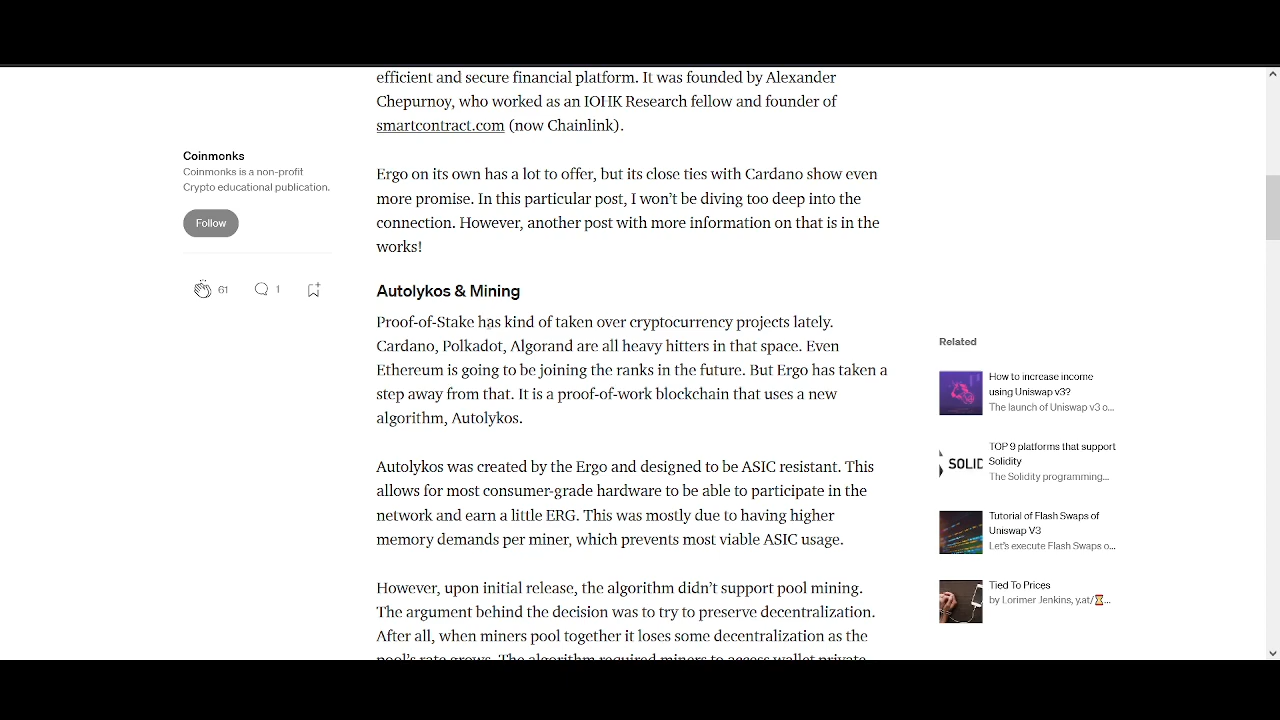 efficient and secure financial platform. It was founded by Alexander
Chepurnoy, who worked as an IOHK Research fellow and founder of
smartcontract.com (now Chainlink).
Coinmonks
Coinmonks is a non-profit
Crypto educational publication.
Follow
61
1
Ergo on its own has a lot to offer, but its close ties with Cardano show even
more promise. In this particular post, I won't be diving too deep into the
connection. However, another post with more information on that is in the
works!
Autolykos & Mining
Proof-of-Stake has kind of taken over cryptocurrency projects lately.
Cardano, Polkadot, Algorand are all heavy hitters in that space. Even
Ethereum is going to be joining the ranks in the future. But Ergo has taken a
step away from that. It is a proof-of-work blockchain that uses a new
algorithm, Autolykos.
Autolykos was created by the Ergo and designed to be ASIC resistant. This
allows for most consumer-grade hardware to be able to participate in the
network and earn a little ERG. This was mostly due to having higher
memory demands per miner, which prevents most viable ASIC usage.
However, upon initial release, the algorithm didn't support pool mining.
The argument behind the decision was to try to preserve decentralization.
After all, when miners pool together it loses some decentralization as the
pool's rate grows. The algorithm required miners to access wallet private
Related
How to increase income
using Uniswap v3?
The launch of Uniswap v3 o...
SOLID
TOP 9 platforms that support
Solidity
The Solidity programming...
Tutorial of Flash Swaps of
Uniswap V3
Let's execute Flash Swaps o...
Tied To Prices
by Lorimer Jenkins, y.at/⌛...